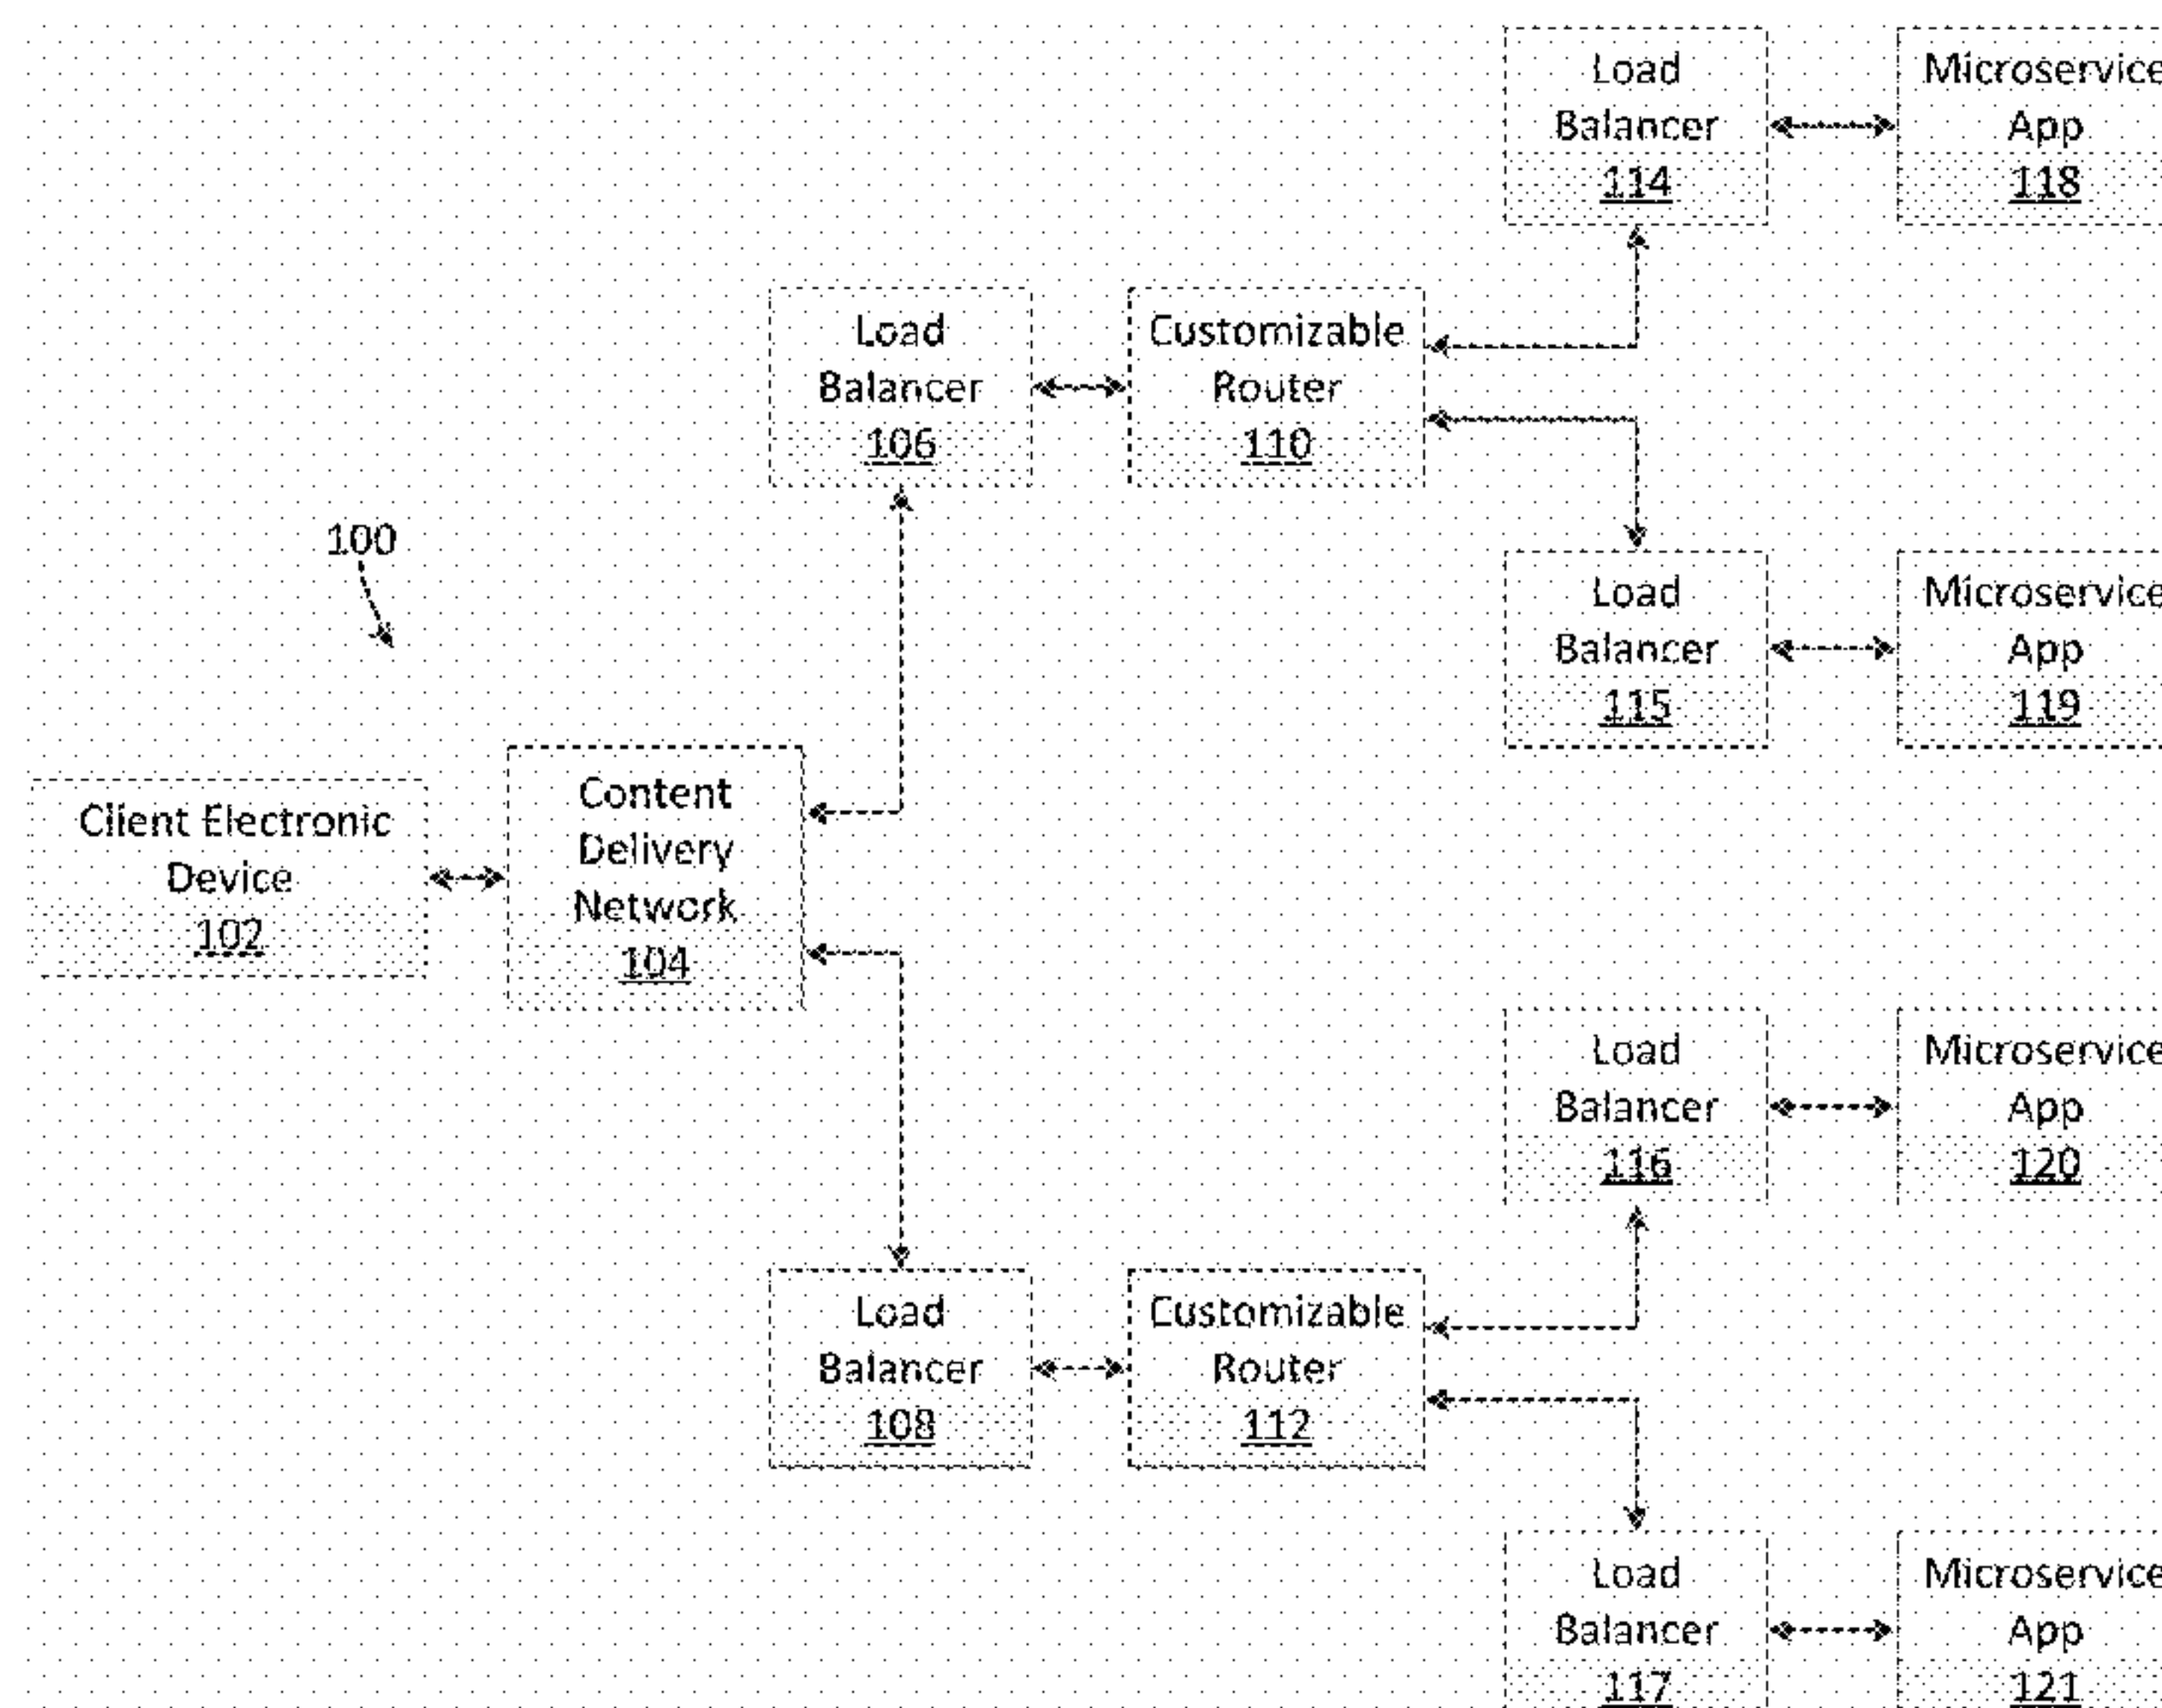 Load
Balancer
114
Microservice
App
118
Load
Balancer
106
Customizable
Router
110
100
Load
Balancer
115
Microservice
App
119
Client Electronic
Device
102
Content
Delivery
Network
104
Load
Balancer
116
Microservice
App
120
Load
Balancer
108
Customizable
Router
112
Load
Balancer
117
Microservice
App
121